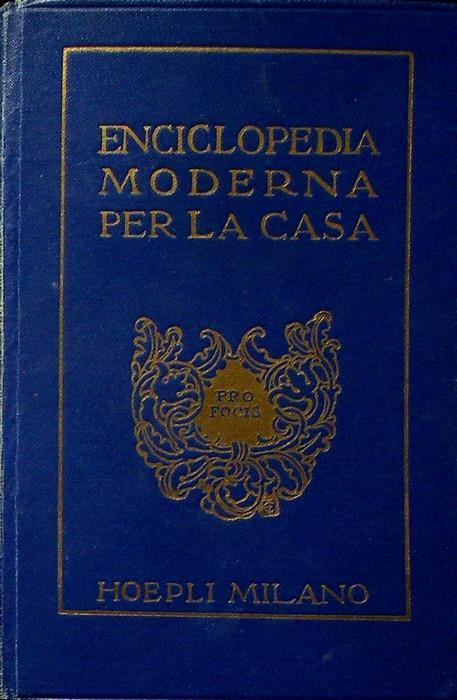 ENCICLOPEDIA
MODERNA
PER LA CASA
PRO
FOCIS
HOEPLI MILANO